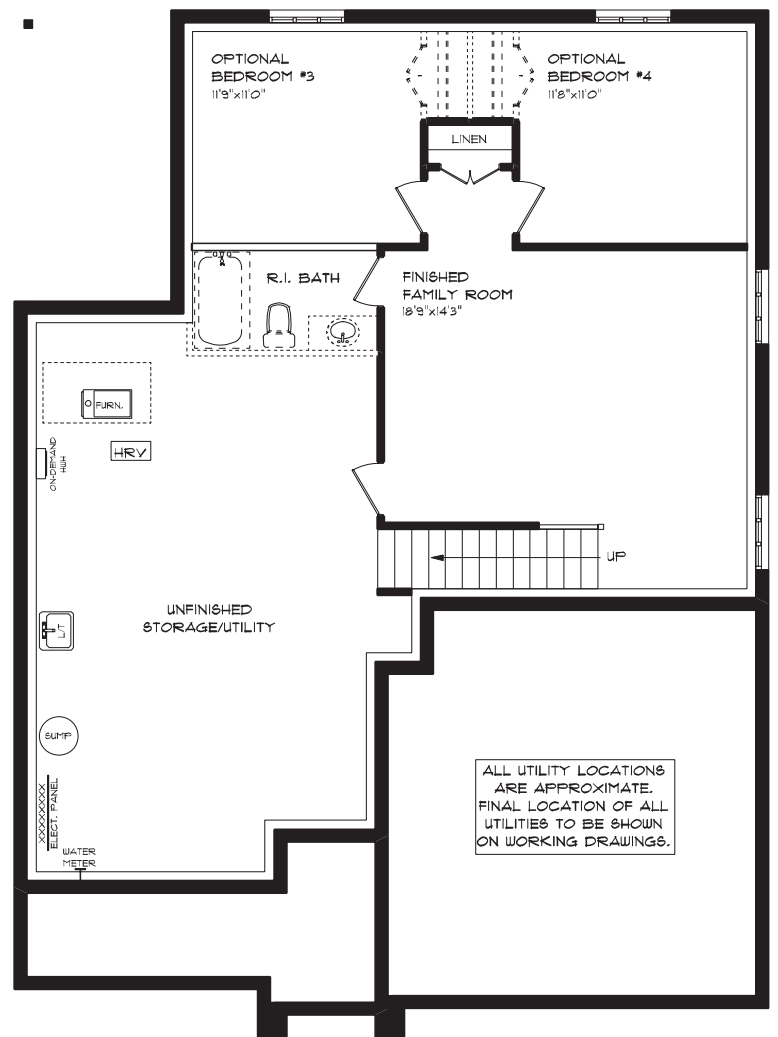 OPTIONAL
BEDROOM #3
11'9"x11'0"
OPTIONAL
BEDROOM #4
11'8"x11'0"
LINEN
R.I. BATH
FINISHED
FAMILY ROOM
18'9"x14'3"
FURN.
HRV
ON-DEMAND
HWH
UP
UNFINISHED
STORAGE/UTILITY
L/T
SUMP
XXXXXXXXX
ELECT. PANEL
WATER
METER
ALL UTILITY LOCATIONS
ARE APPROXIMATE.
FINAL LOCATION OF ALL
UTILITIES TO BE SHOWN
ON WORKING DRAWINGS.